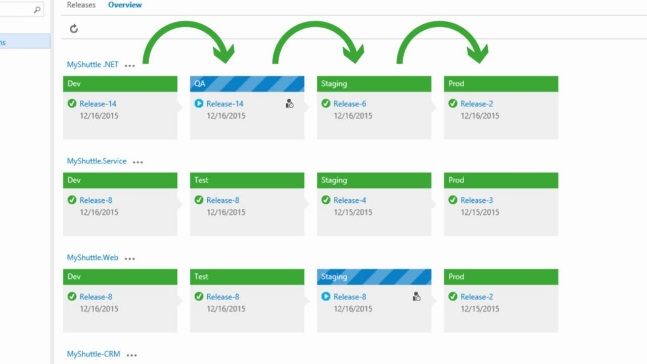 Releases Overview
ns
MyShuttle .NET ...
Dev QA Staging Prod
Release-14 Release-14 Release-6 Release-2
12/16/2015 12/16/2015 12/16/2015 12/16/2015
MyShuttle.Service ...
Dev Test Staging Prod
Release-8 Release-8 Release-4 Release-3
12/16/2015 12/16/2015 12/15/2015 12/15/2015
MyShuttle.Web ...
Dev Test Staging Prod
Release-8 Release-8 Release-8 Release-2
12/16/2015 12/16/2015 12/16/2015 12/15/2015
MyShuttle-CRM ...